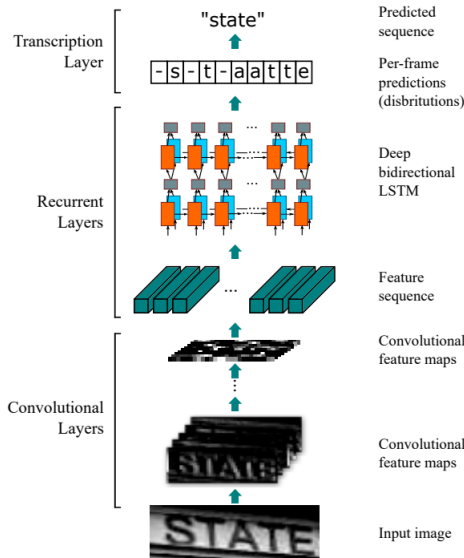 Transcription
Layer
"state"
Predicted
sequence
- s - t - a a t t e
Per-frame
predictions
(disbritutions)
Recurrent
Layers
Deep
bidirectional
LSTM
...
Feature
sequence
Convolutional
Layers
Convolutional
feature maps
STATE
Convolutional
feature maps
STATE
Input image